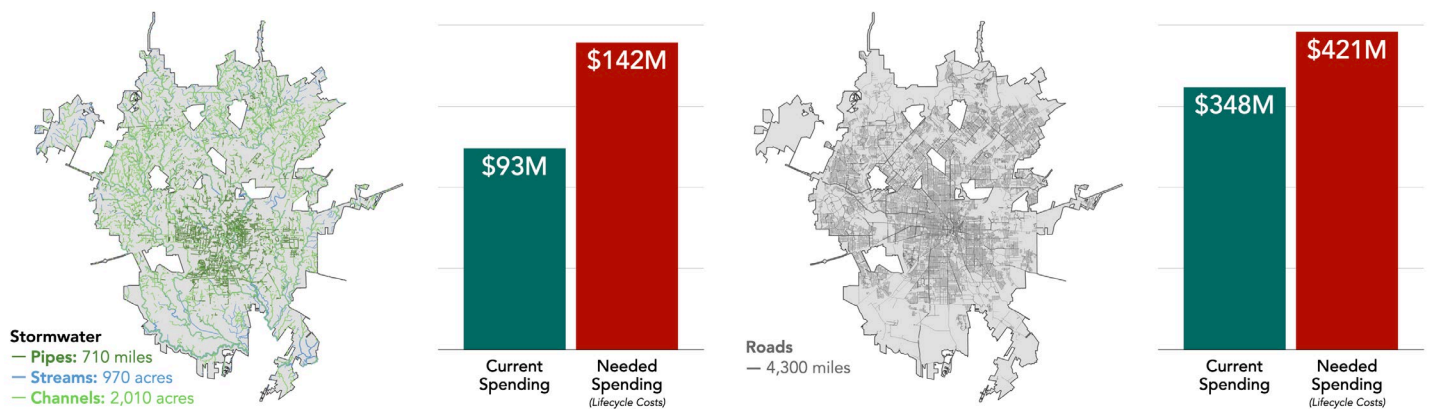 Stormwater
— Pipes: 710 miles
— Streams: 970 acres
— Channels: 2,010 acres
$93M
$142M
Current
Spending
Needed
Spending
(Lifecycle Costs)
Roads
— 4,300 miles
$348M
$421M
Current
Spending
Needed
Spending
(Lifecycle Costs)